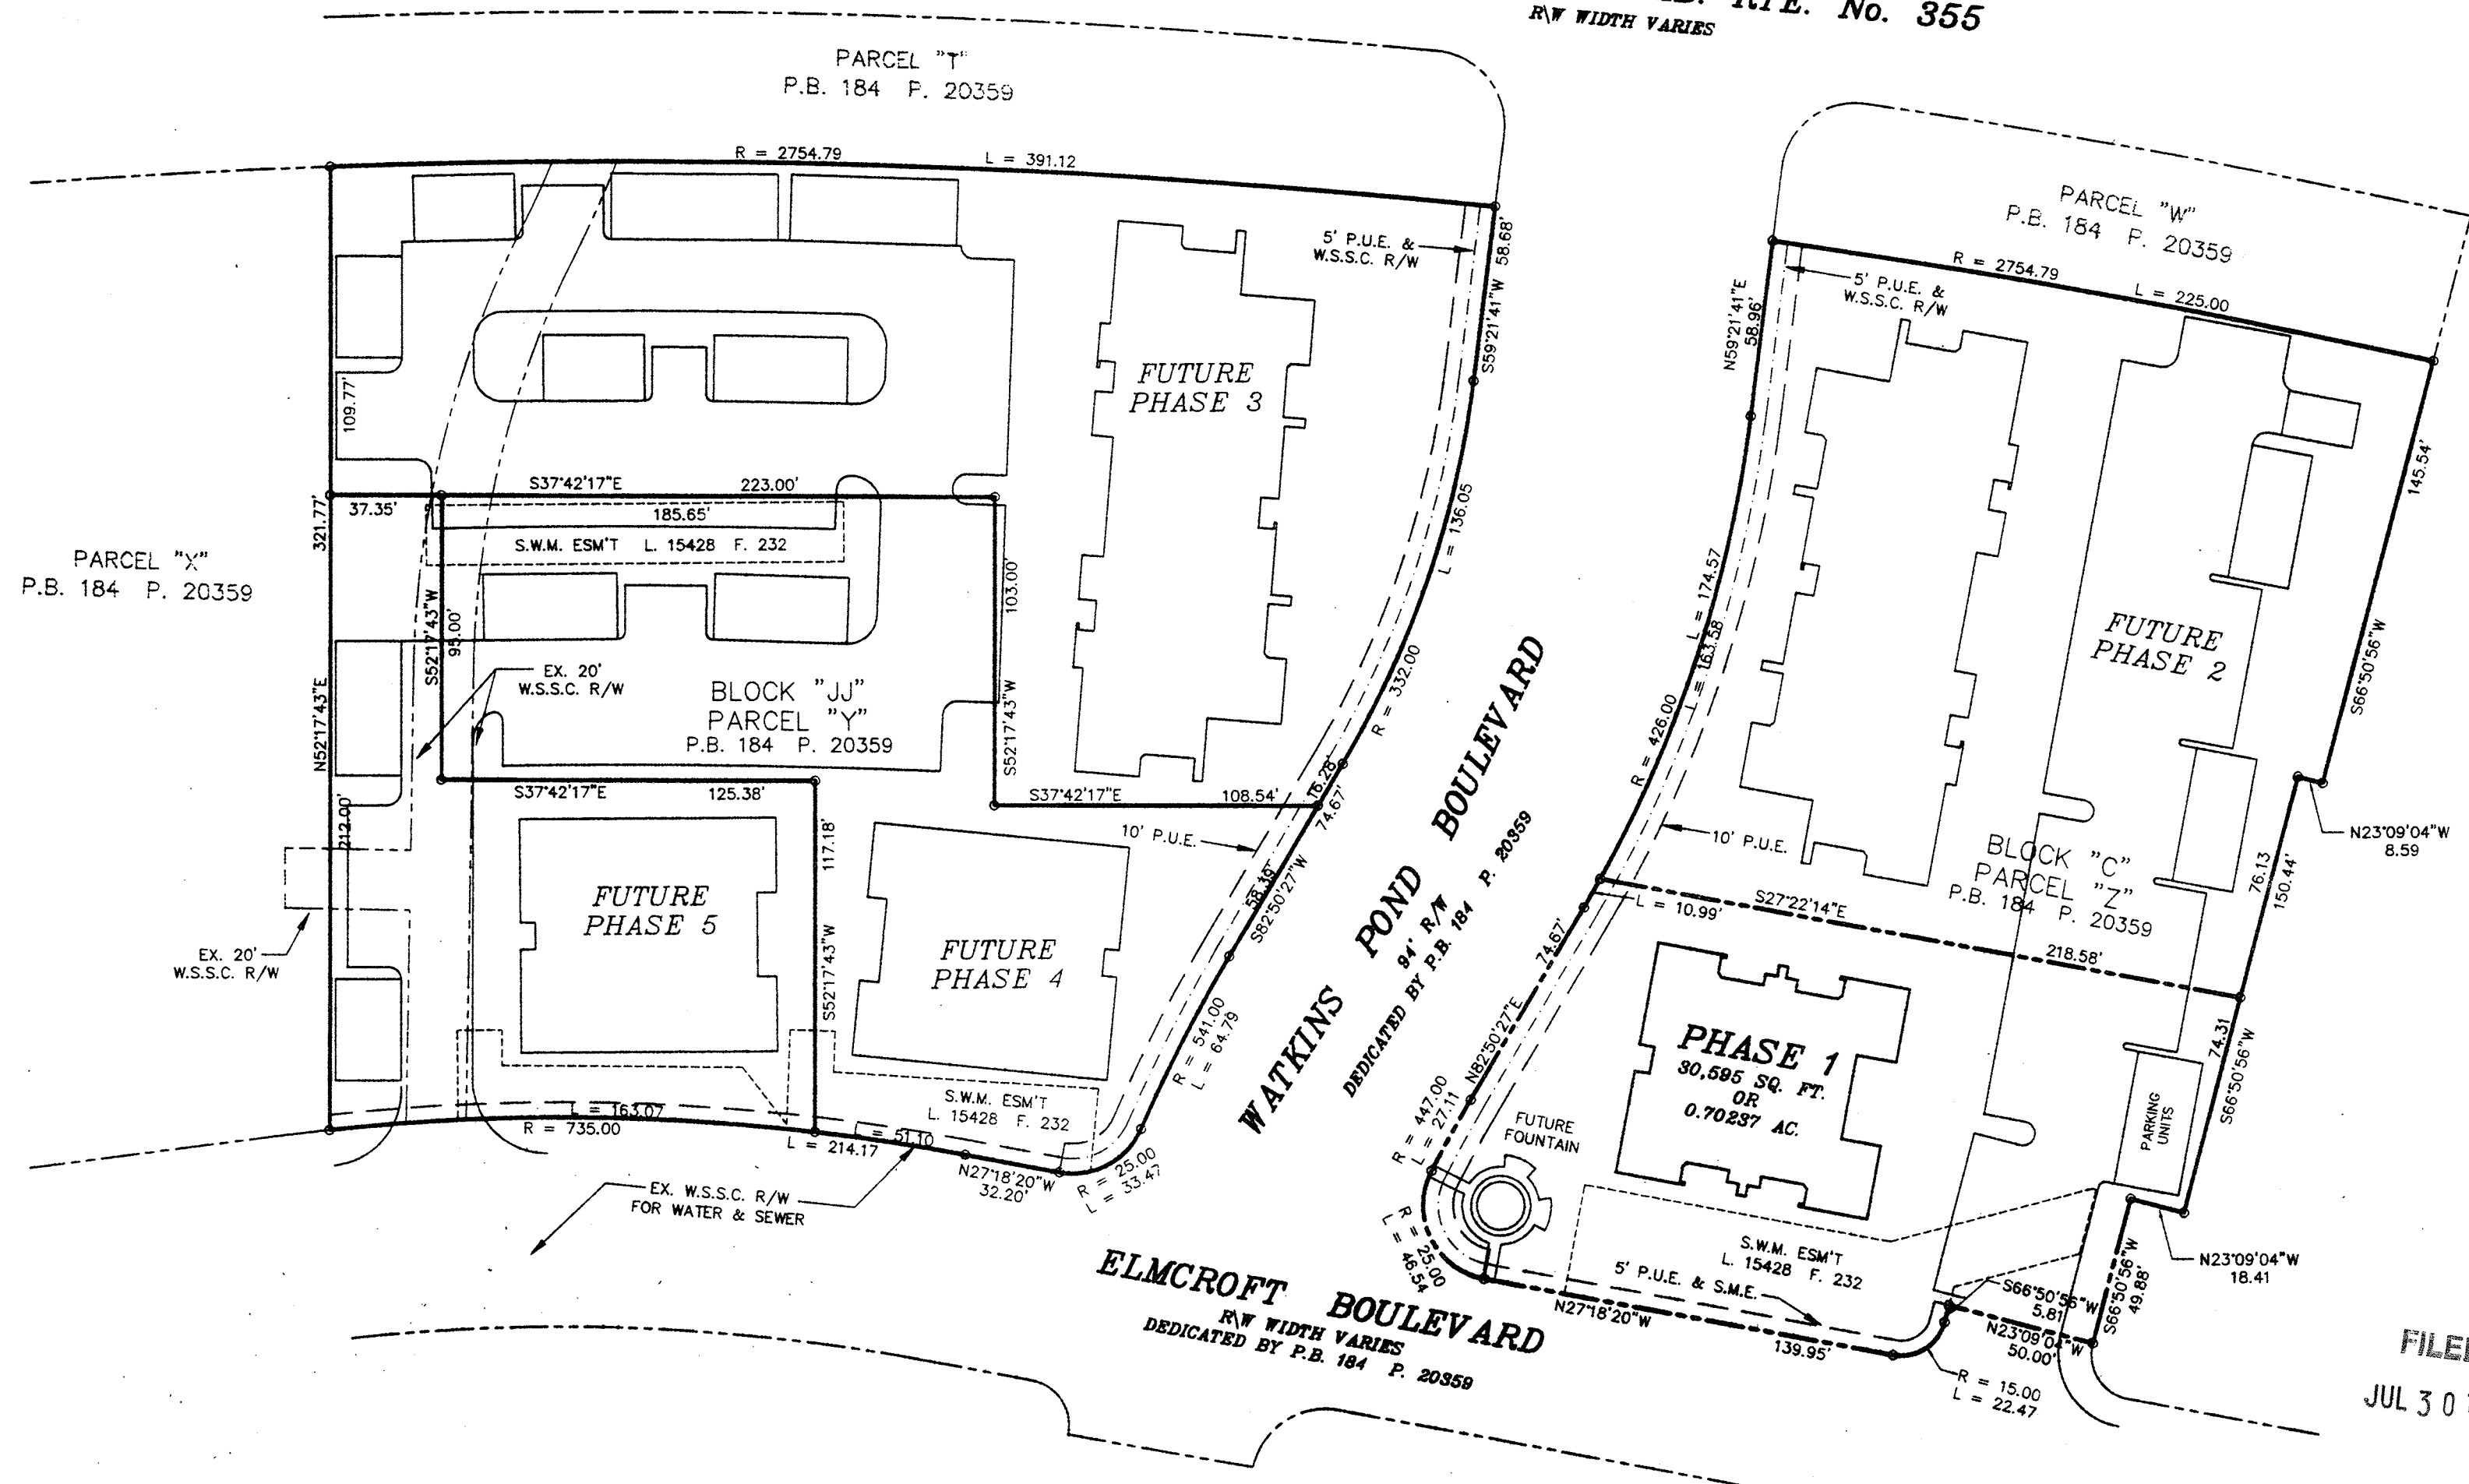 RTE. No. 355
R\W WIDTH VARIES
PARCEL "T"
P.B. 184 P. 20359
R = 2754.79
L = 391.12
PARCEL "W"
P.B. 184 P. 20359
5' P.U.E. &
W.S.S.C. R/W
58.68'
S59°21'41"W
N59°21'41"E
58.96'
5' P.U.E. &
W.S.S.C. R/W
R = 2754.79
L = 225.00
109.77'
FUTURE
PHASE 3
145.54'
S66°50'56"W
S37°42'17"E
223.00'
37.35'
185.65'
321.77'
S.W.M. ESM'T L. 15428 F. 232
L = 136.05
PARCEL "X"
P.B. 184 P. 20359
S52°17'43"W
95.00'
103.00'
S52°17'43"W
L = 174.57
L = 163.58
FUTURE
PHASE 2
EX. 20'
W.S.S.C. R/W
N52°17'43"E
BLOCK "JJ"
PARCEL "Y"
P.B. 184 P. 20359
R = 332.00
R = 426.00
212.00'
S37°42'17"E
125.38'
S37°42'17"E
108.54'
16.28'
74.67'
10' P.U.E.
10' P.U.E.
117.18'
S52°17'43"W
N23°09'04"W
8.59
BLOCK "C"
PARCEL "Z"
P.B. 184 P. 20359
76.13
150.44'
FUTURE
PHASE 5
58.39'
S82°50'27"W
WATKINS POND BOULEVARD
94' R/W
DEDICATED BY P.B. 184 P. 20359
L = 10.99'
S27°22'14"E
218.58'
EX. 20'
W.S.S.C. R/W
FUTURE
PHASE 4
74.67'
N82°50'27"E
R = 541.00
L = 64.79
PHASE 1
30,595 SQ. FT.
OR
0.70237 AC.
74.31
S66°50'56"W
PARKING
UNITS
R = 447.00
L = 27.11
FUTURE
FOUNTAIN
S.W.M. ESM'T
L. 15428 F. 232
L = 163.07
R = 735.00
L = 51.10
L = 214.17
N27°18'20"W
32.20'
R = 25.00
L = 33.47
EX. W.S.S.C. R/W
FOR WATER & SEWER
R = 25.00
L = 46.54
S.W.M. ESM'T
L. 15428 F. 232
5' P.U.E. & S.M.E.
N23°09'04"W
18.41
S66°50'56"W
49.88'
S66°50'56"W
5.81
N23°09'04"W
50.00'
N27°18'20"W
139.95'
R = 15.00
L = 22.47
ELMCROFT BOULEVARD
R\W WIDTH VARIES
DEDICATED BY P.B. 184 P. 20359
JUL 30